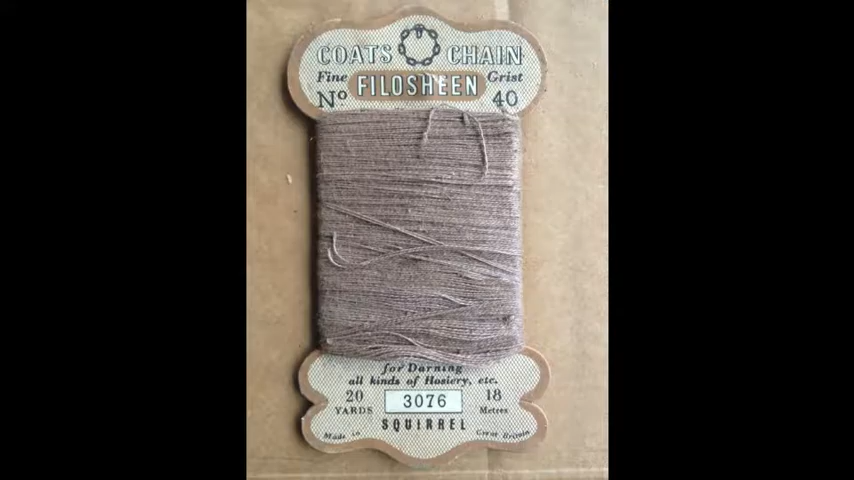 COATS CHAIN
Fine FILOSHEEN Grist
No 40
for Darning
all kinds of Hosiery, etc.
20 YARDS 3076 18 Metres
SQUIRREL
Made in Great Britain